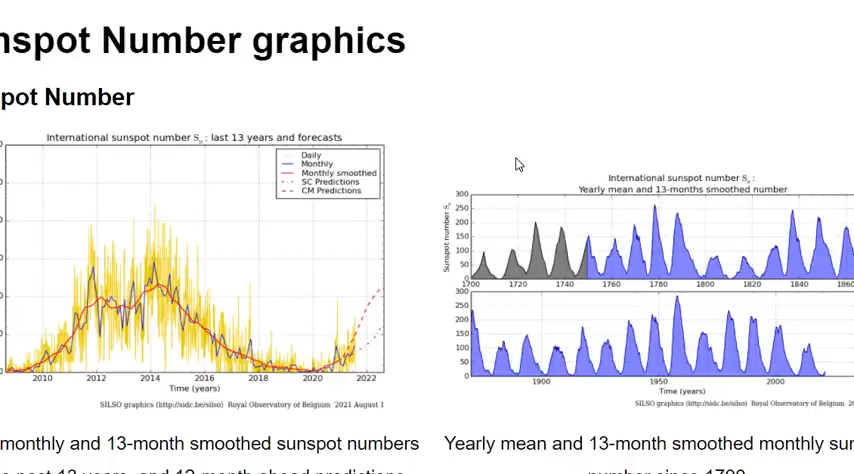 nspot Number graphics
pot Number
International sunspot number Sn : last 13 years and forecasts
Daily
Monthly
Monthly smoothed
SC Predictions
CM Predictions
2010 2012 2014 2016 2018 2020 2022
Time (years)
SILSO graphics (http://sidc.be/silso) Royal Observatory of Belgium 2021 August 1
monthly and 13-month smoothed sunspot numbers
International sunspot number Sn :
Yearly mean and 13-months smoothed number
Sunspot number Sn
300
250
200
150
100
50
0
1700 1720 1740 1760 1780 1800 1820 1840 1860
300
250
200
150
100
50
0
1900 1950 2000
Time (years)
SILSO graphics (http://sidc.be/silso) Royal Observatory of Belgium 20
Yearly mean and 13-month smoothed monthly sun